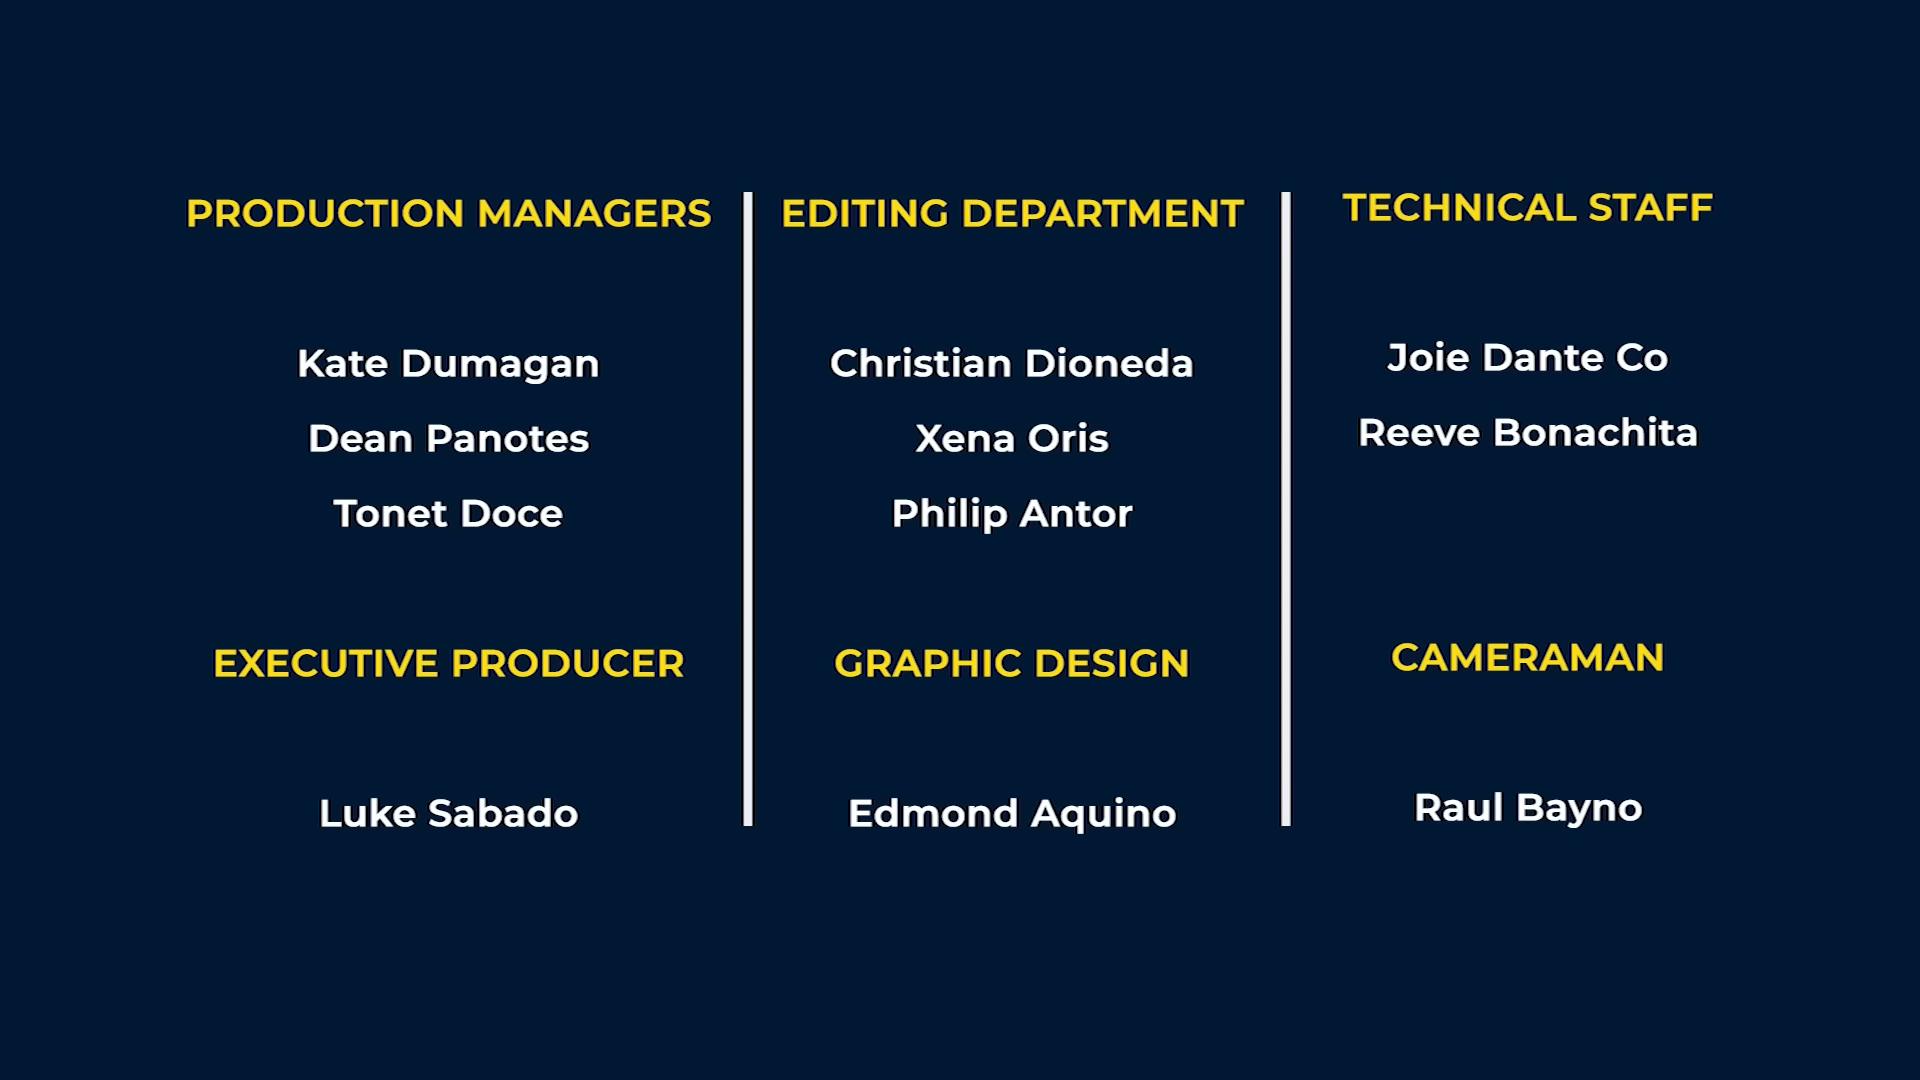 PRODUCTION MANAGERS
Kate Dumagan
Dean Panotes
Tonet Doce
EXECUTIVE PRODUCER
Luke Sabado
EDITING DEPARTMENT
Christian Dioneda
Xena Oris
Philip Antor
GRAPHIC DESIGN
Edmond Aquino
TECHNICAL STAFF
Joie Dante Co
Reeve Bonachita
CAMERAMAN
Raul Bayno